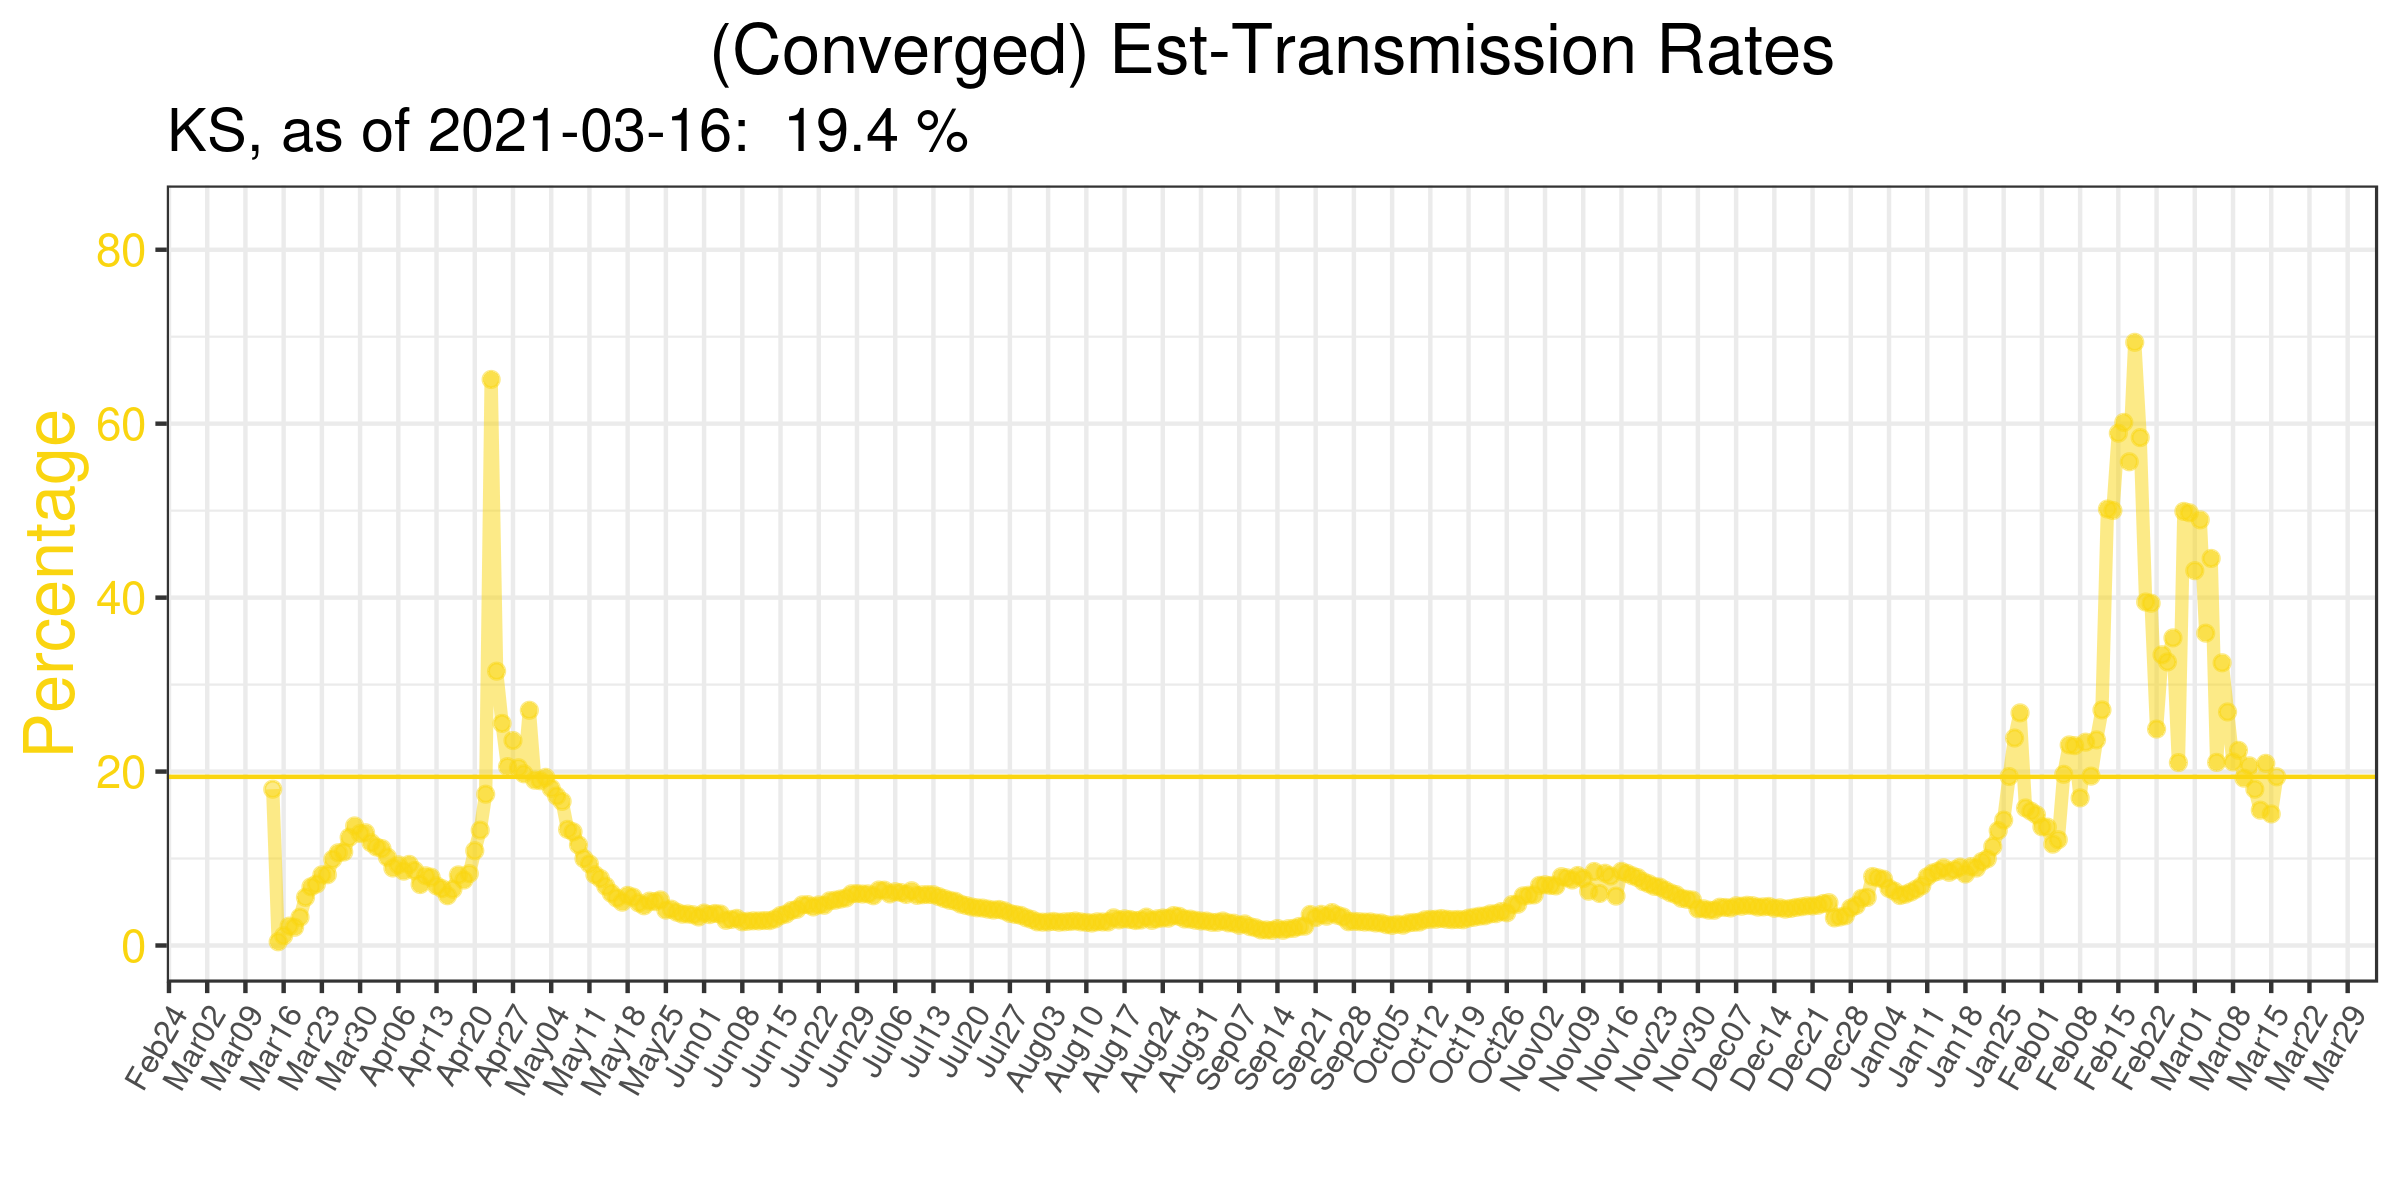 (Converged) Est-Transmission Rates
KS, as of 2021-03-16:  19.4 %
Percentage
80
60
40
20
0
Feb24
Mar02
Mar09
Mar16
Mar23
Mar30
Apr06
Apr13
Apr20
Apr27
May04
May11
May18
May25
Jun01
Jun08
Jun15
Jun22
Jun29
Jul06
Jul13
Jul20
Jul27
Aug03
Aug10
Aug17
Aug24
Aug31
Sep07
Sep14
Sep21
Sep28
Oct05
Oct12
Oct19
Oct26
Nov02
Nov09
Nov16
Nov23
Nov30
Dec07
Dec14
Dec21
Dec28
Jan04
Jan11
Jan18
Jan25
Feb01
Feb08
Feb15
Feb22
Mar01
Mar08
Mar15
Mar22
Mar29